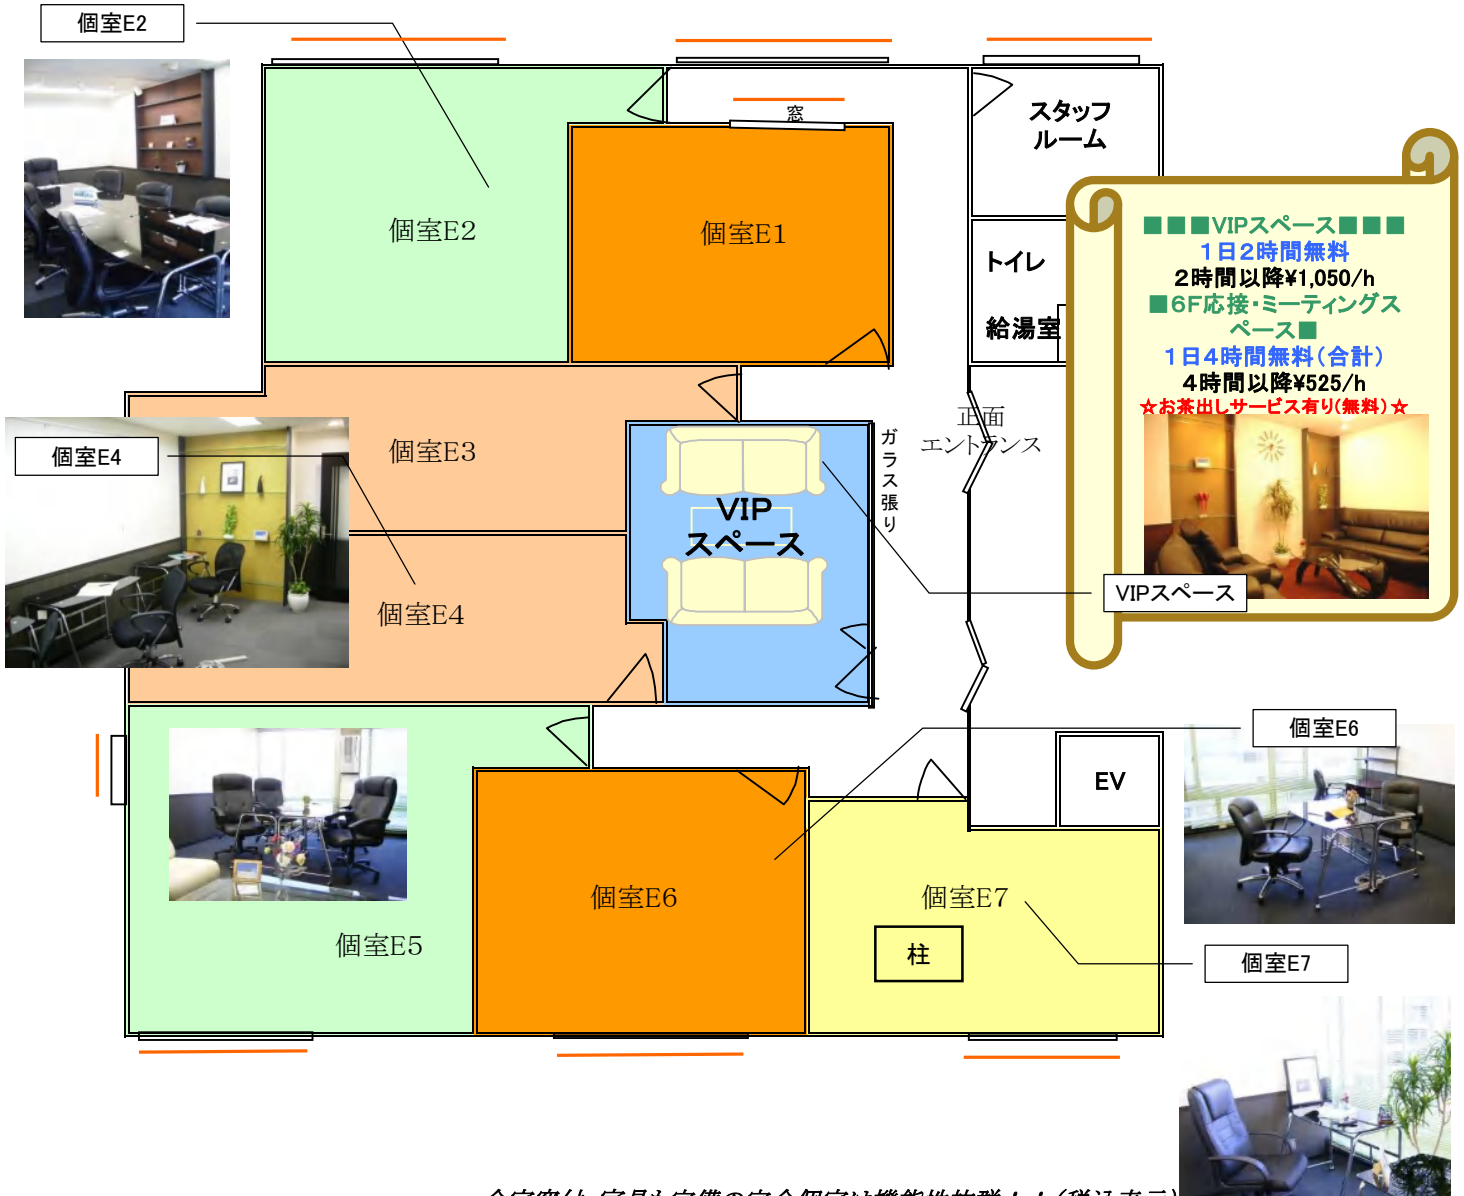 個室E2
窓
スタッフ
ルーム
個室E2
個室E1
トイレ
給湯室
■■■VIPスペース■■■
1日2時間無料
2時間以降¥1,050/h
■6F応接・ミーティングス
ペース■
1日4時間無料(合計)
4時間以降¥525/h
☆お茶出しサービス有り(無料)☆
正面
エントランス
ガラス張り
個室E4
個室E3
VIP
スペース
VIPスペース
個室E4
個室E6
EV
個室E6
個室E7
個室E5
柱
個室E7